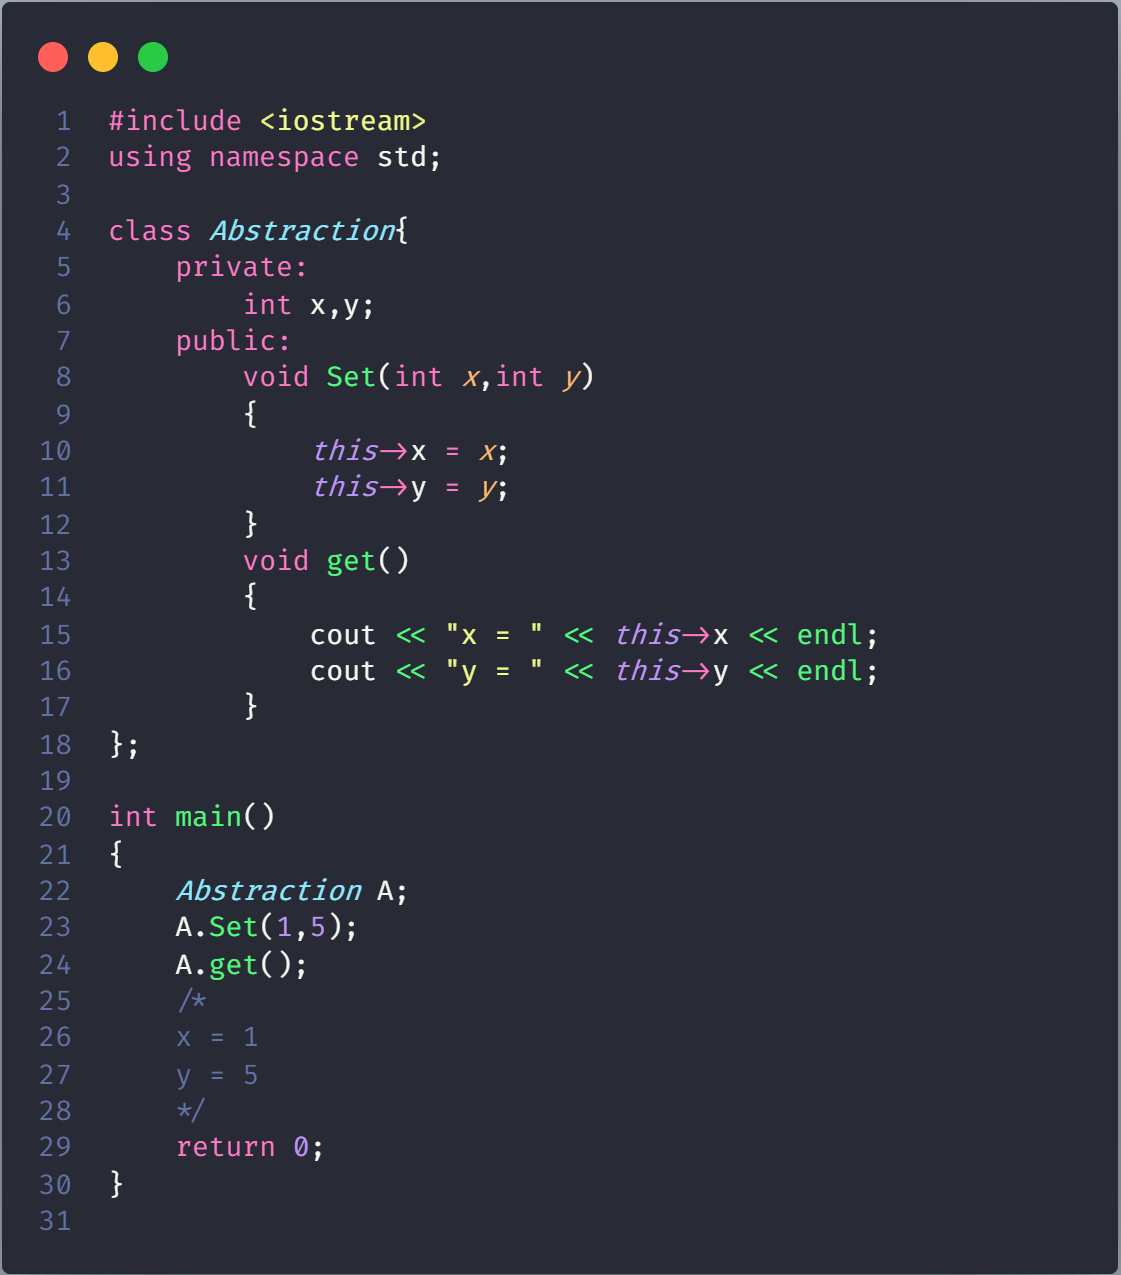 1 #include <iostream>
2 using namespace std;
3
4 class Abstraction{
5     private:
6         int x,y;
7     public:
8         void Set(int x,int y)
9         {
10             this->x = x;
11             this->y = y;
12         }
13         void get()
14         {
15             cout << "x = " << this->x << endl;
16             cout << "y = " << this->y << endl;
17         }
18 };
19
20 int main()
21 {
22     Abstraction A;
23     A.Set(1,5);
24     A.get();
25     /*
26     x = 1
27     y = 5
28     */
29     return 0;
30 }
31